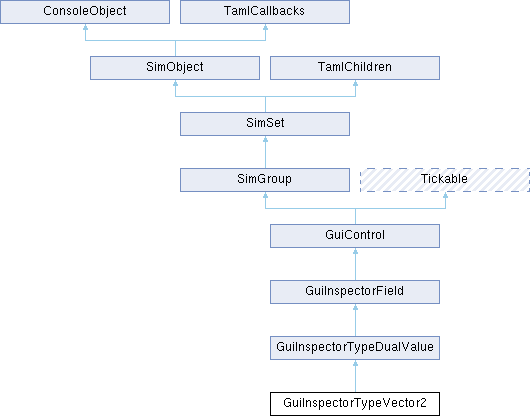 ConsoleObject
TamlCallbacks
SimObject
TamlChildren
SimSet
SimGroup
Tickable
GuiControl
GuiInspectorField
GuiInspectorTypeDualValue
GuiInspectorTypeVector2